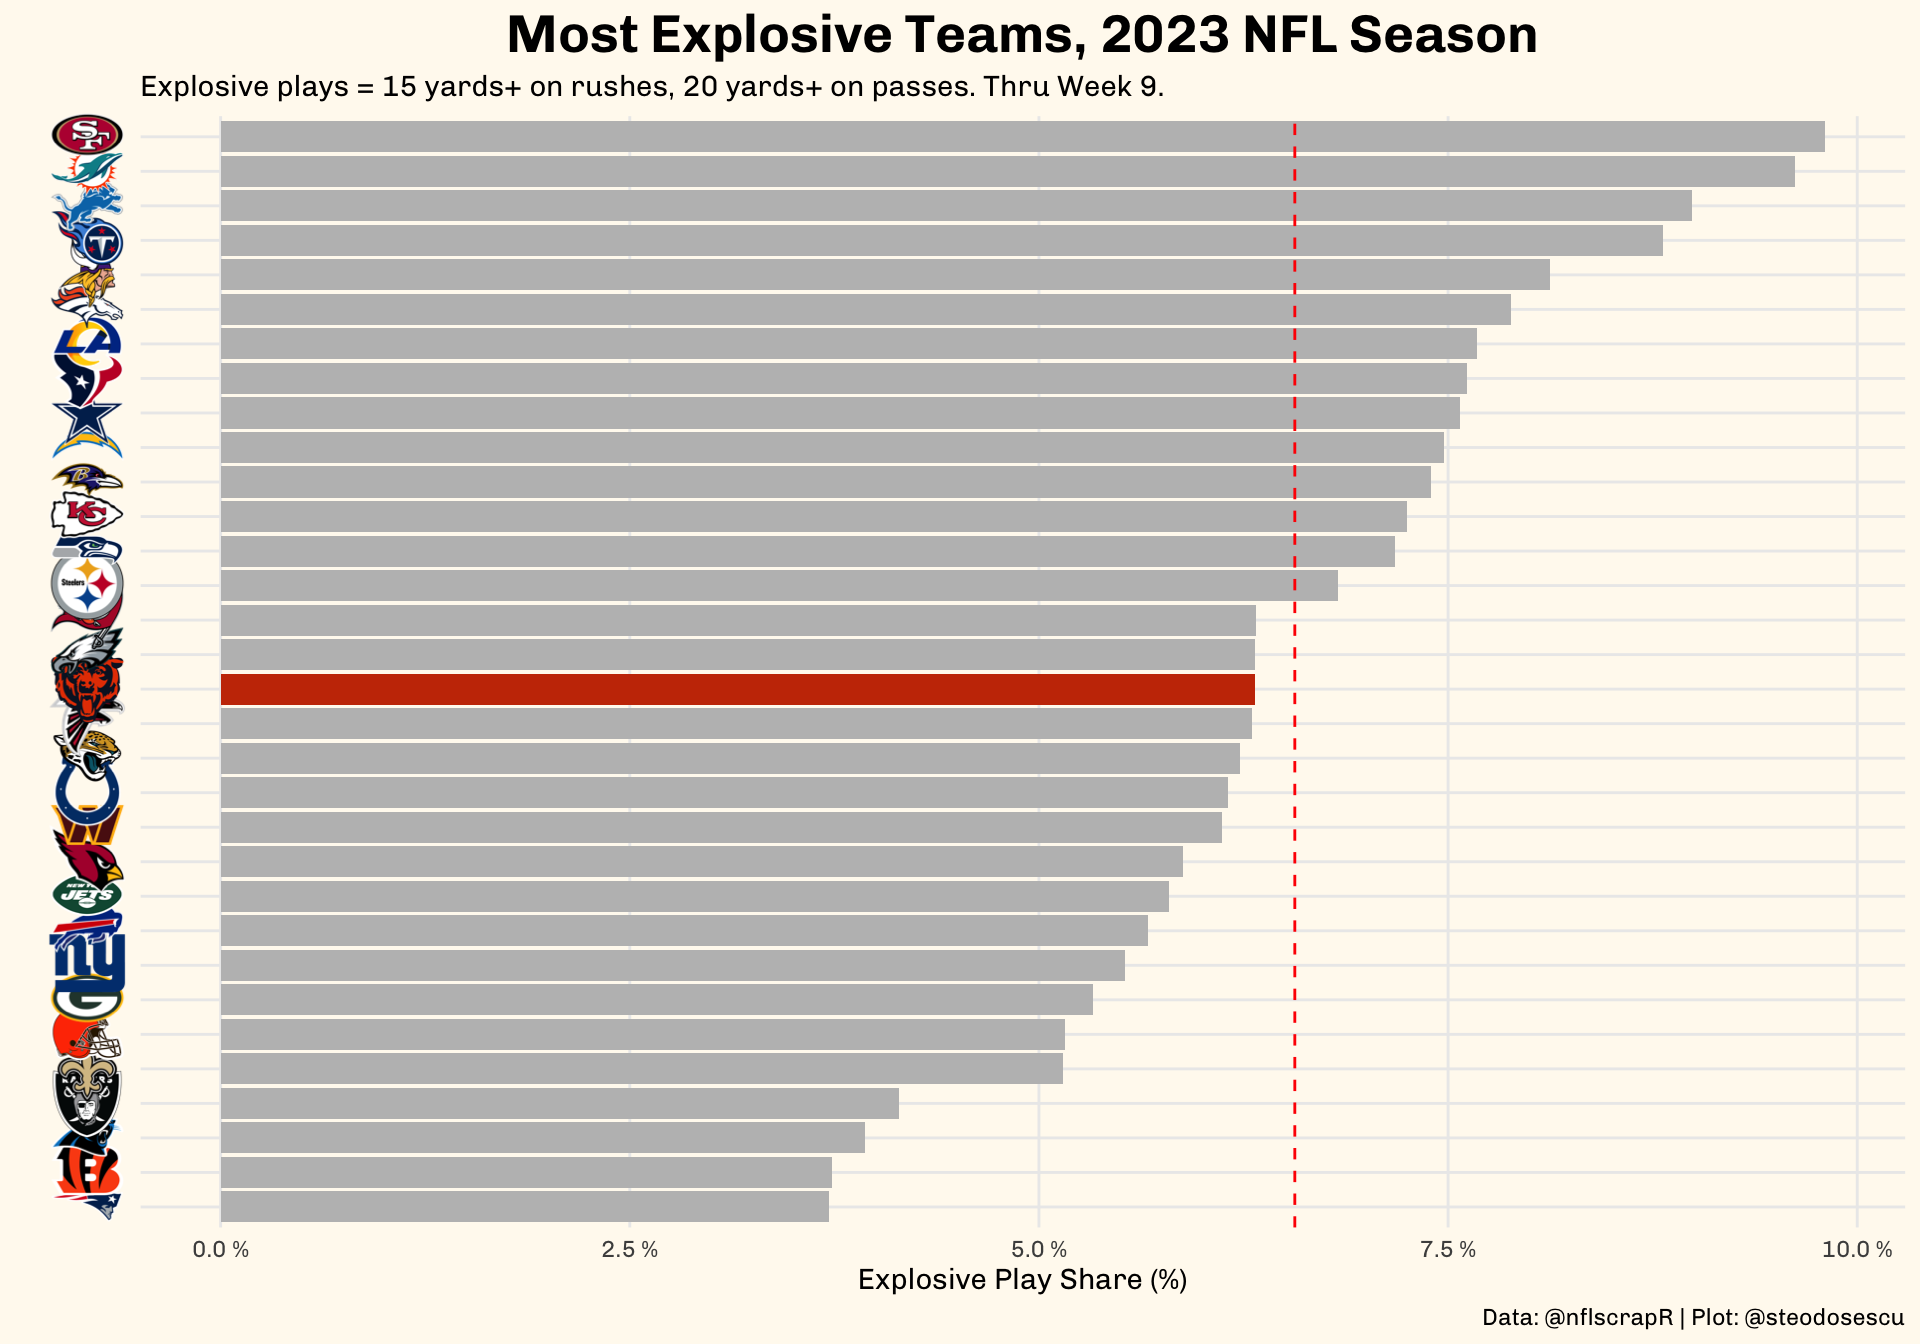 Most Explosive Teams, 2023 NFL Season
Explosive plays = 15 yards+ on rushes, 20 yards+ on passes. Thru Week 9.
SF
T
LA
B
KC
Steelers
W
JETS
ny
G
B
0.0 %
2.5 %
5.0 %
7.5 %
10.0 %
Explosive Play Share (%)
Data: @nflscrapR | Plot: @steodosescu